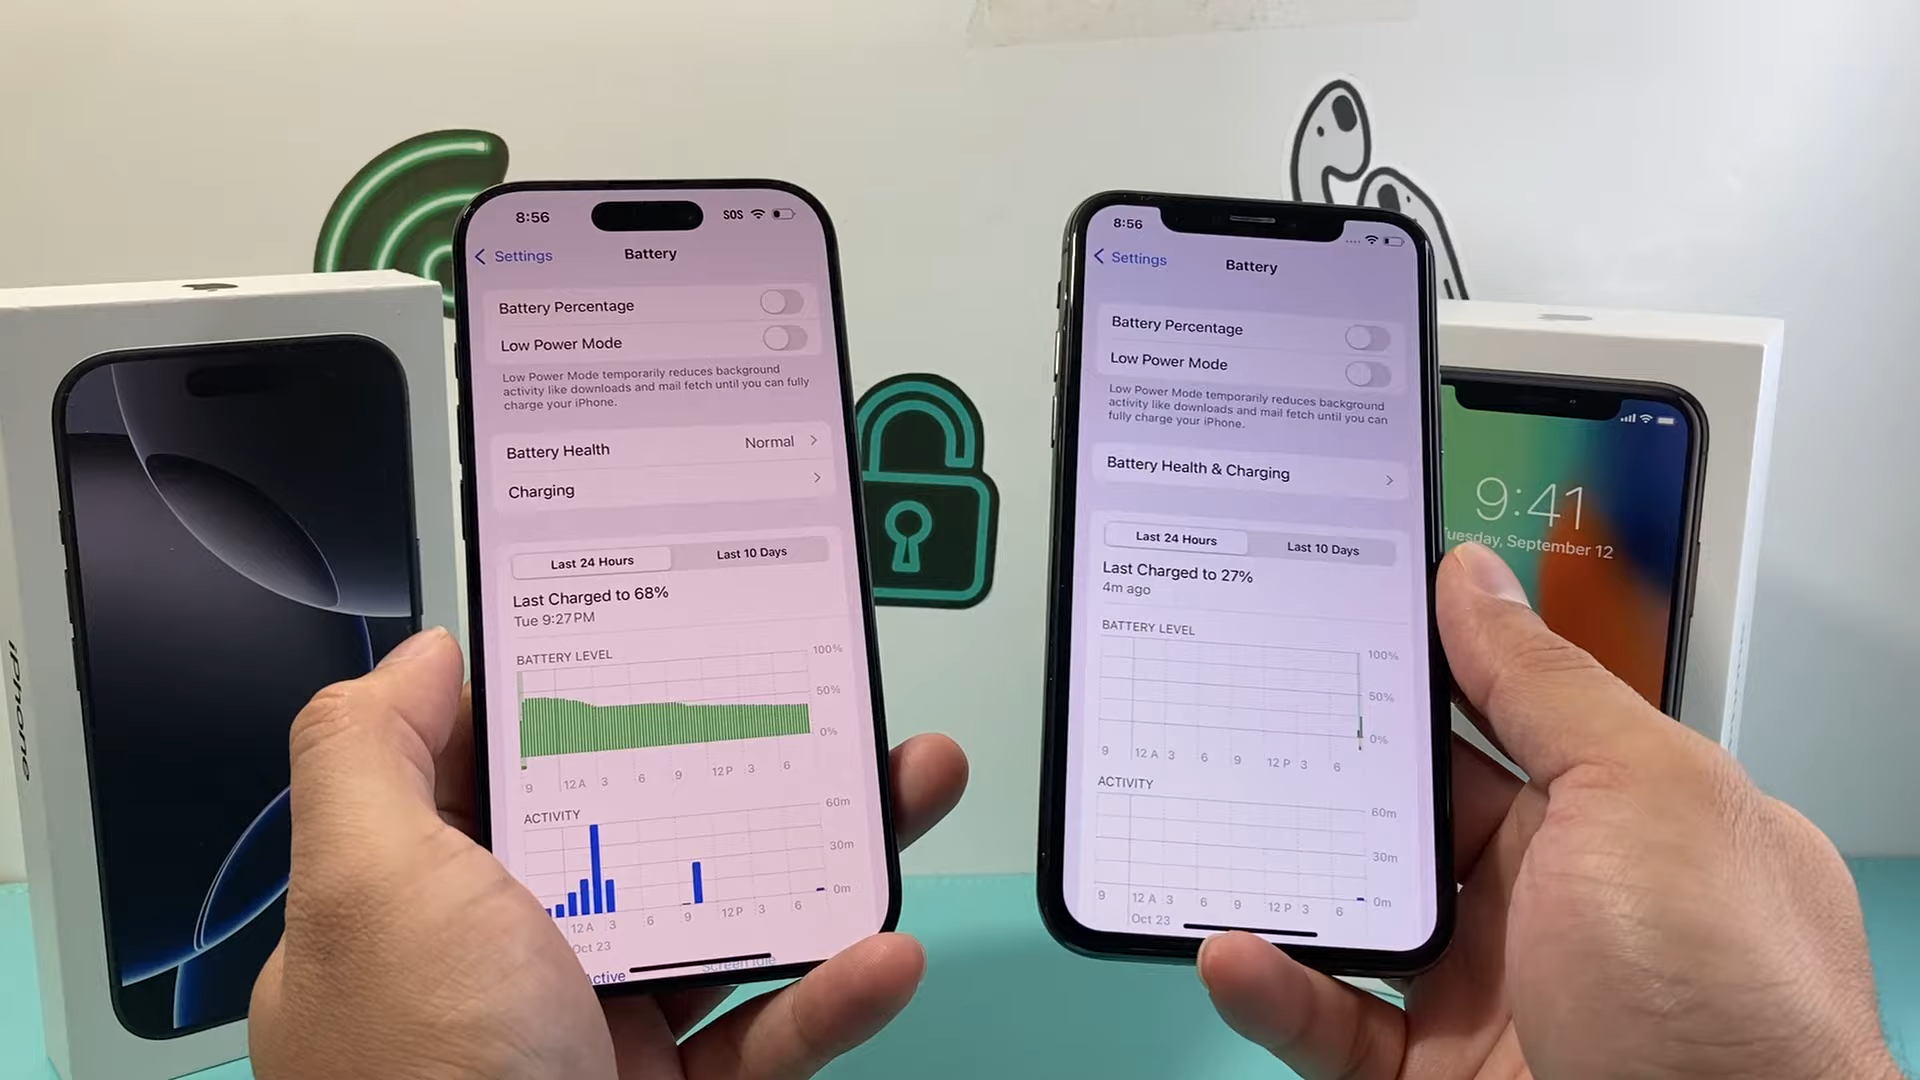 iPhone
8:56
SOS
Settings
Battery
Battery Percentage
Low Power Mode
Low Power Mode temporarily reduces background
activity like downloads and mail fetch until you can fully
charge your iPhone.
Battery Health
Normal
Charging
Last 24 Hours
Last 10 Days
Last Charged to 68%
Tue 9:27 PM
BATTERY LEVEL
100%
50%
0%
9 12 A 3 6 9 12 P 3 6
ACTIVITY
60m
30m
0m
12 A 3 6 9 12 P 3 6
Oct 23
Active
Screen Idle
8:56
Settings
Battery
Battery Percentage
Low Power Mode
Low Power Mode temporarily reduces background
activity like downloads and mail fetch until you can
fully charge your iPhone.
Battery Health & Charging
Last 24 Hours
Last 10 Days
Last Charged to 27%
4m ago
BATTERY LEVEL
100%
50%
0%
9 12 A 3 6 9 12 P 3 6
ACTIVITY
60m
30m
0m
9 12 A 3 6 9 12 P 3 6
Oct 23
9:41
Tuesday, September 12